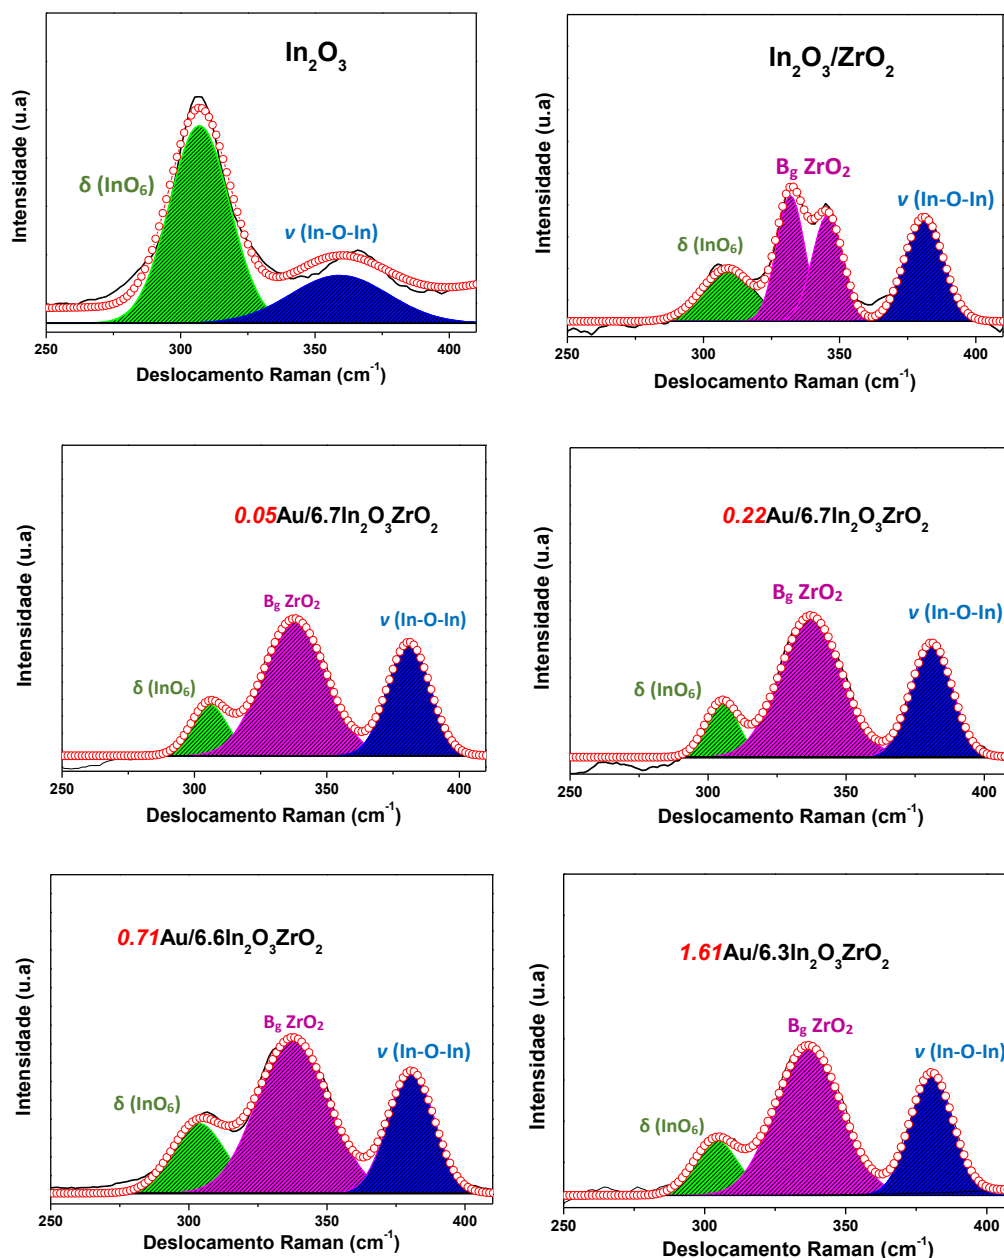 In₂O₃
δ (InO₆)
ν (In-O-In)
Intensidade (u.a)
250 300 350 400
Deslocamento Raman (cm⁻¹)
In₂O₃/ZrO₂
B₉ ZrO₂
δ (InO₆)
ν (In-O-In)
Intensidade (u.a)
250 300 350 400
Deslocamento Raman (cm⁻¹)
0.05Au/6.7In₂O₃ZrO₂
B₉ ZrO₂
δ (InO₆)
ν (In-O-In)
Intensidade (u.a)
250 300 350 400
Deslocamento Raman (cm⁻¹)
0.22Au/6.7In₂O₃ZrO₂
B₉ ZrO₂
δ (InO₆)
ν (In-O-In)
Intensidade (u.a)
250 300 350 400
Deslocamento Raman (cm⁻¹)
0.71Au/6.6In₂O₃ZrO₂
B₉ ZrO₂
δ (InO₆)
ν (In-O-In)
Intensidade (u.a)
250 300 350 400
Deslocamento Raman (cm⁻¹)
1.61Au/6.3In₂O₃ZrO₂
B₉ ZrO₂
δ (InO₆)
ν (In-O-In)
Intensidade (u.a)
250 300 350 400
Deslocamento Raman (cm⁻¹)